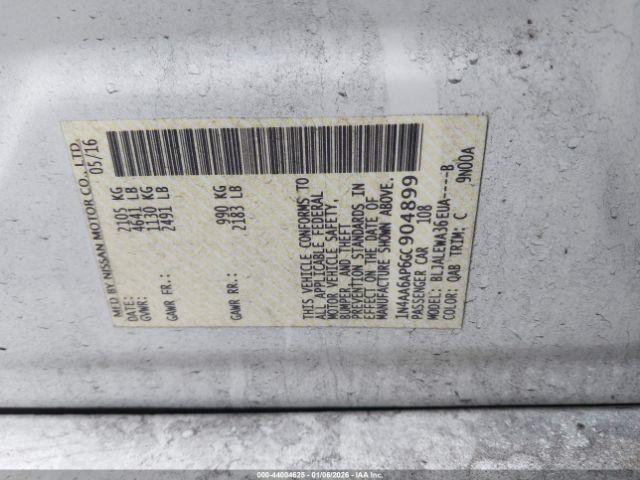 MFD BY NISSAN MOTOR CO., LTD.
DATE: 05/16
GVWR: 2105 KG
4641 LB
GAWR FR.: 1130 KG
2491 LB
GAWR RR.: 990 KG
2183 LB
THIS VEHICLE CONFORMS TO
ALL APPLICABLE FEDERAL
MOTOR VEHICLE SAFETY,
BUMPER, AND THEFT
PREVENTION STANDARDS IN
EFFECT ON THE DATE OF
MANUFACTURE SHOWN ABOVE.
1N4AA6AP6GC904899
PASSENGER CAR 108
MODEL: BLJALEWA36EUA----B
COLOR: QAB TRIM: C 9N00A
000-44004625 | 01/06/2026 - IAA Inc.